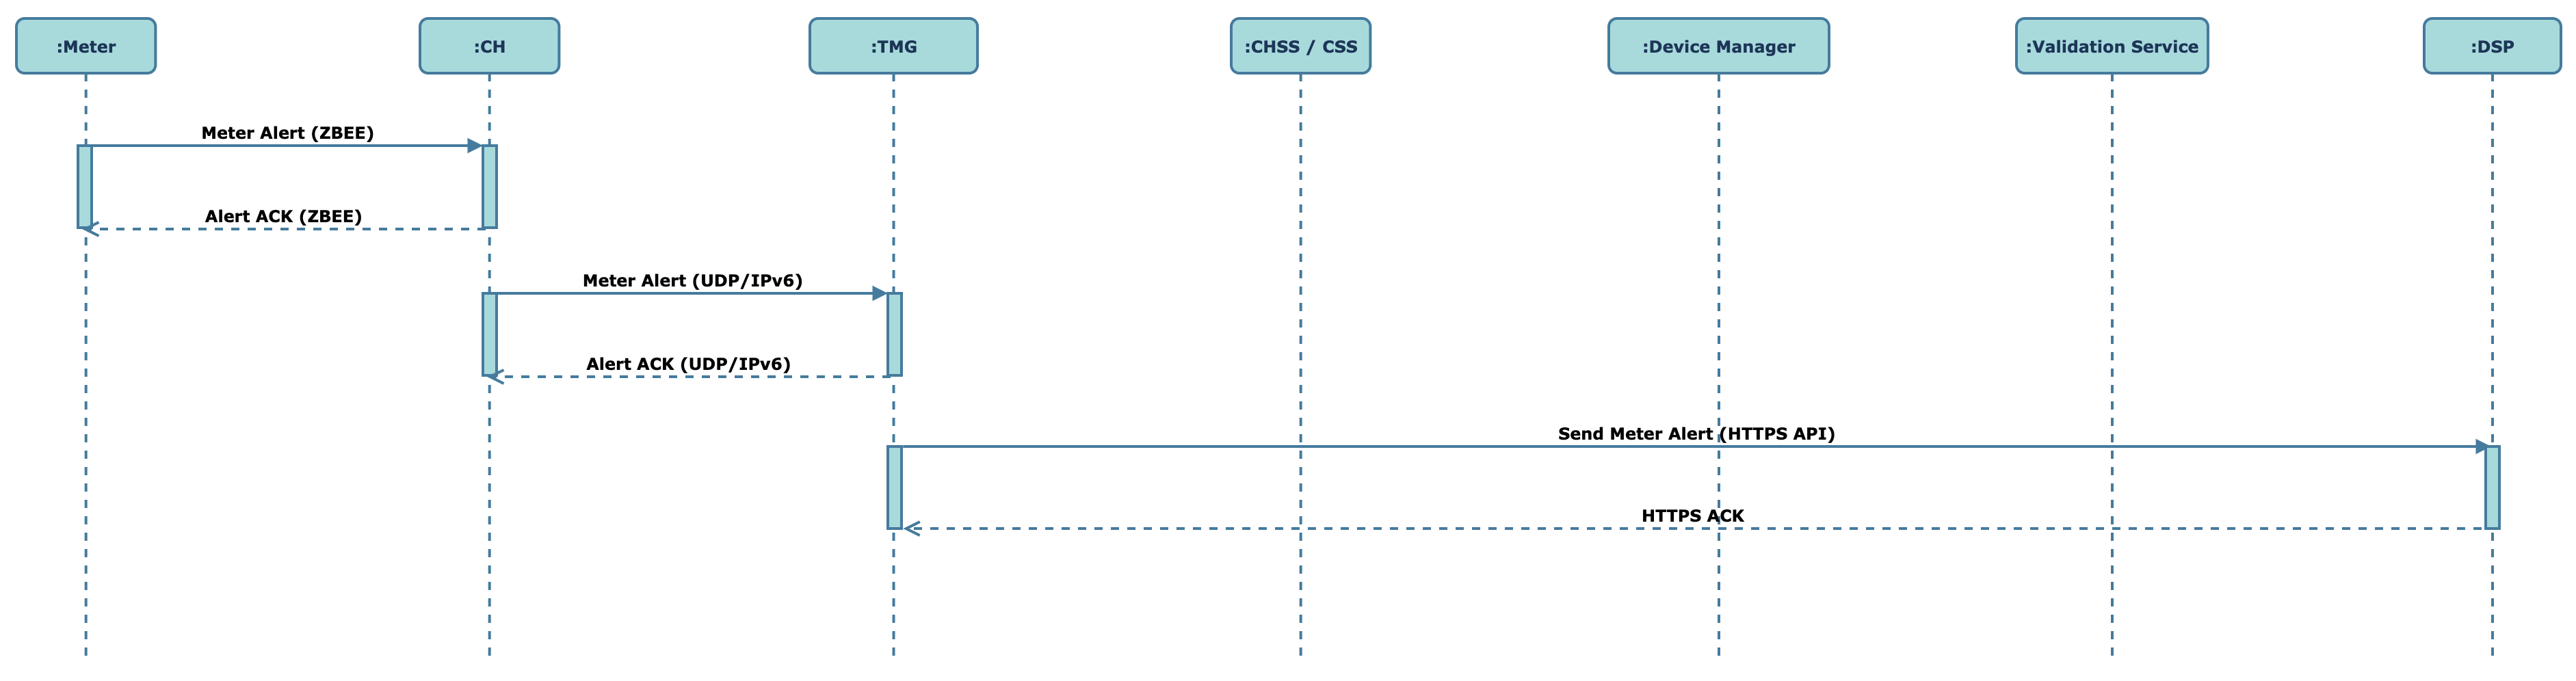 :Meter
:CH
:TMG
:CHSS / CSS
:Device Manager
:Validation Service
:DSP
Meter Alert (ZBEE)
Alert ACK (ZBEE)
Meter Alert (UDP/IPv6)
Alert ACK (UDP/IPv6)
Send Meter Alert (HTTPS API)
HTTPS ACK